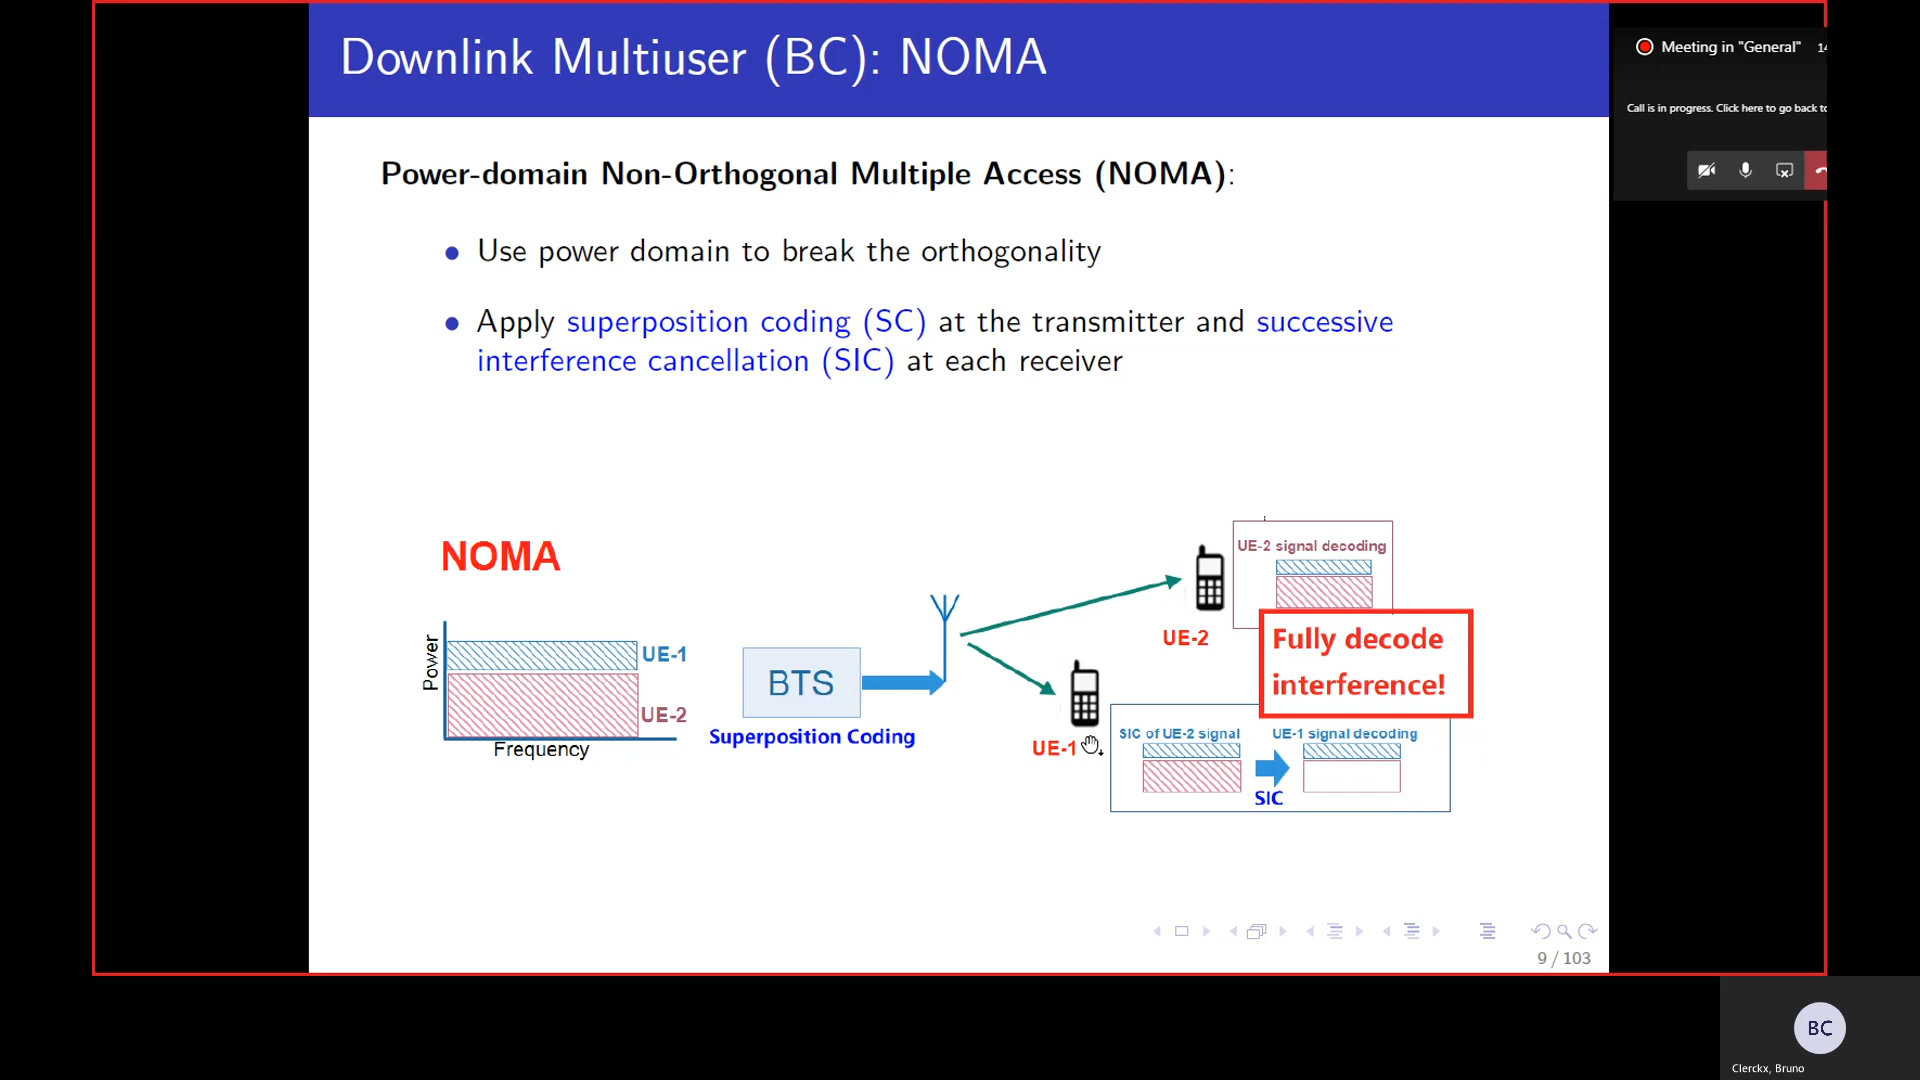 Downlink Multiuser (BC): NOMA
Meeting in "General"
Call is in progress. Click here to go back
Power-domain Non-Orthogonal Multiple Access (NOMA):
Use power domain to break the orthogonality
Apply superposition coding (SC) at the transmitter and successive
interference cancellation (SIC) at each receiver
NOMA
Power
UE-1
UE-2
Frequency
BTS
Superposition Coding
UE-2
UE-2 signal decoding
Fully decode
interference!
UE-1
SIC of UE-2 signal
UE-1 signal decoding
SIC
9 / 103
BC
Clerckx, Bruno